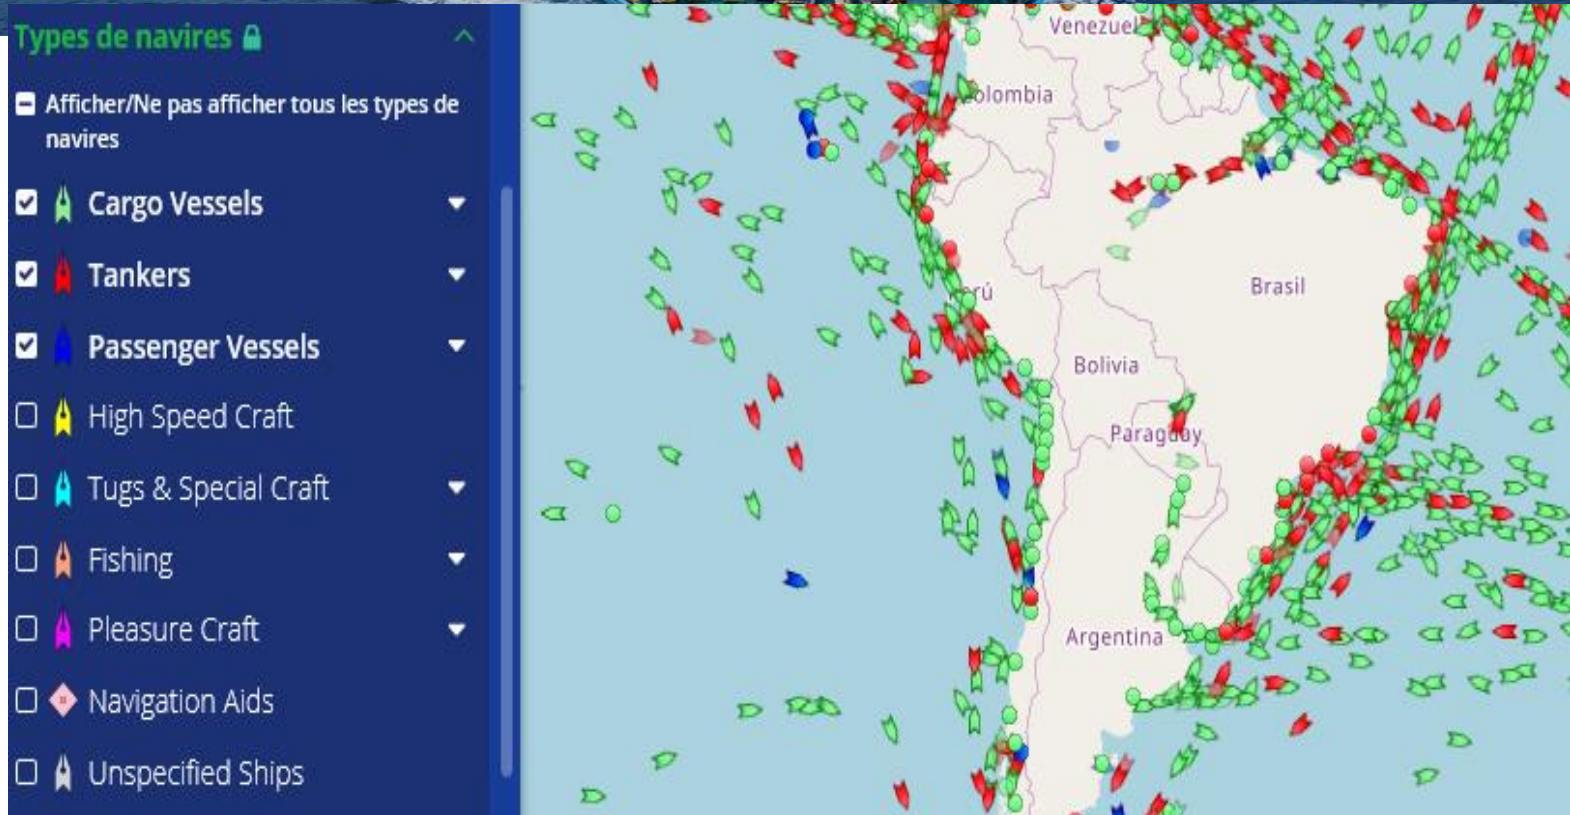 Types de navires
Afficher/Ne pas afficher tous les types de
navires
Cargo Vessels
Tankers
Passenger Vessels
High Speed Craft
Tugs & Special Craft
Fishing
Pleasure Craft
Navigation Aids
Unspecified Ships
Venezuel
olombia
rú
Brasil
Bolivia
Paraguay
Argentina